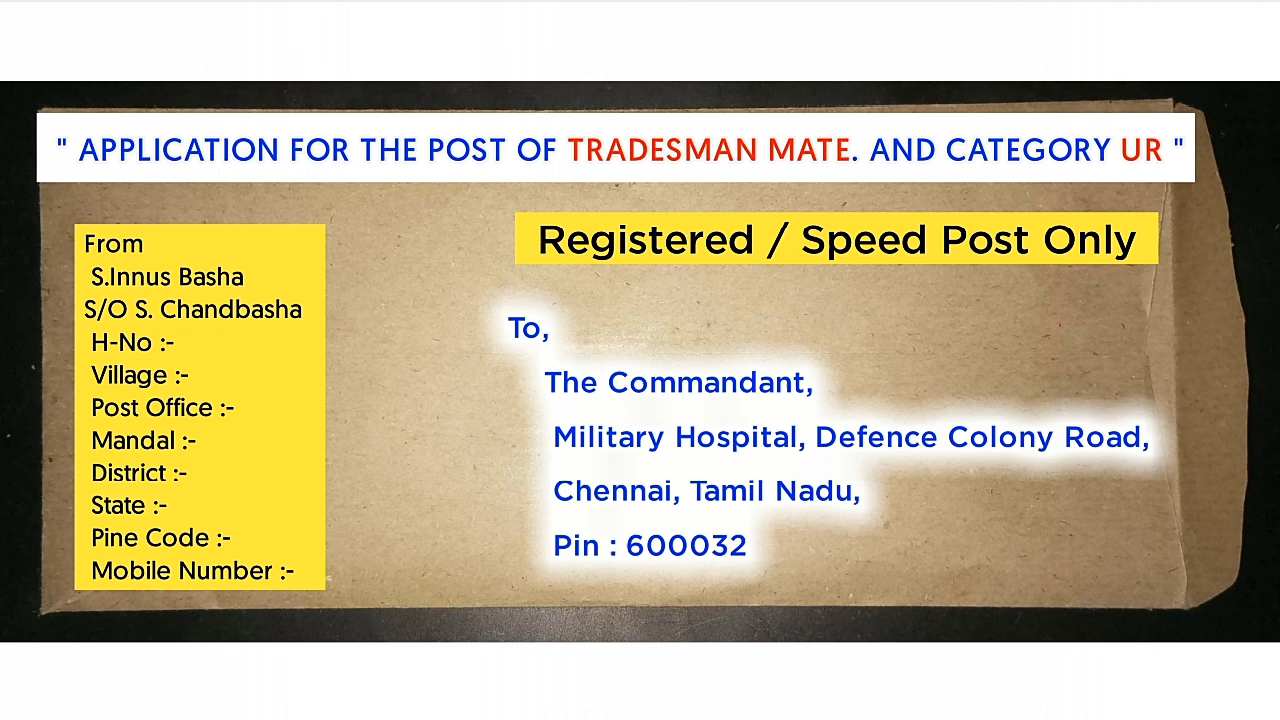 " APPLICATION FOR THE POST OF TRADESMAN MATE. AND CATEGORY UR "
Registered / Speed Post Only
From
S.Innus Basha
S/O S. Chandbasha
H-No :-
Village :-
Post Office :-
Mandal :-
District :-
State :-
Pine Code :-
Mobile Number :-
To,
The Commandant,
Military Hospital, Defence Colony Road,
Chennai, Tamil Nadu,
Pin : 600032